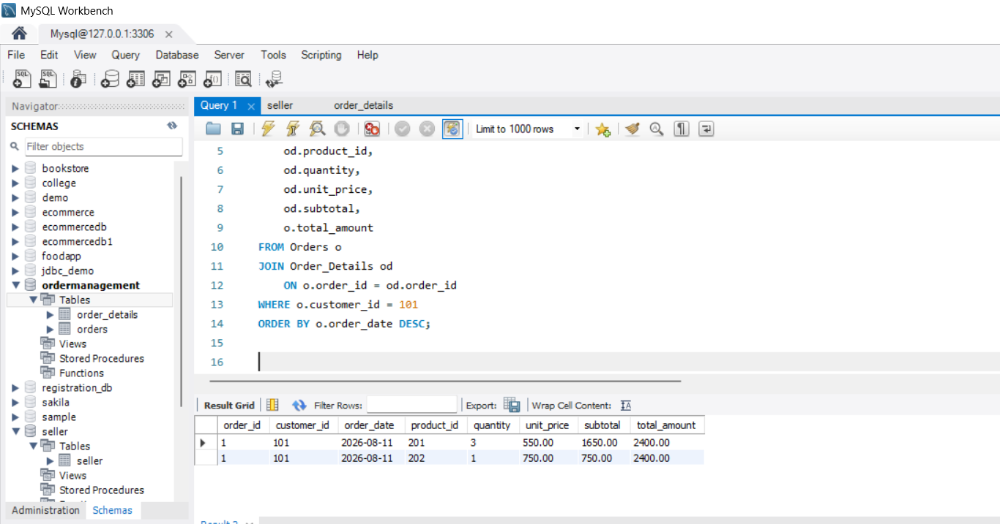 MySQL Workbench
Mysql@127.0.0.1:3306
File Edit View Query Database Server Tools Scripting Help
Navigator
SCHEMAS
Filter objects
bookstore
college
demo
ecommerce
ecommercedb
ecommercedb1
foodapp
jdbc_demo
ordermanagement
Tables
order_details
orders
Views
Stored Procedures
Functions
registration_db
sakila
sample
seller
Tables
seller
Views
Stored Procedures
Administration Schemas
Query 1 seller order_details
Limit to 1000 rows
5 od.product_id,
6 od.quantity,
7 od.unit_price,
8 od.subtotal,
9 o.total_amount
10 FROM Orders o
11 JOIN Order_Details od
12 ON o.order_id = od.order_id
13 WHERE o.customer_id = 101
14 ORDER BY o.order_date DESC;
15
16
Result Grid Filter Rows: Export: Wrap Cell Content:
order_id customer_id order_date product_id quantity unit_price subtotal total_amount
1 101 2026-08-11 201 3 550.00 1650.00 2400.00
1 101 2026-08-11 202 1 750.00 750.00 2400.00